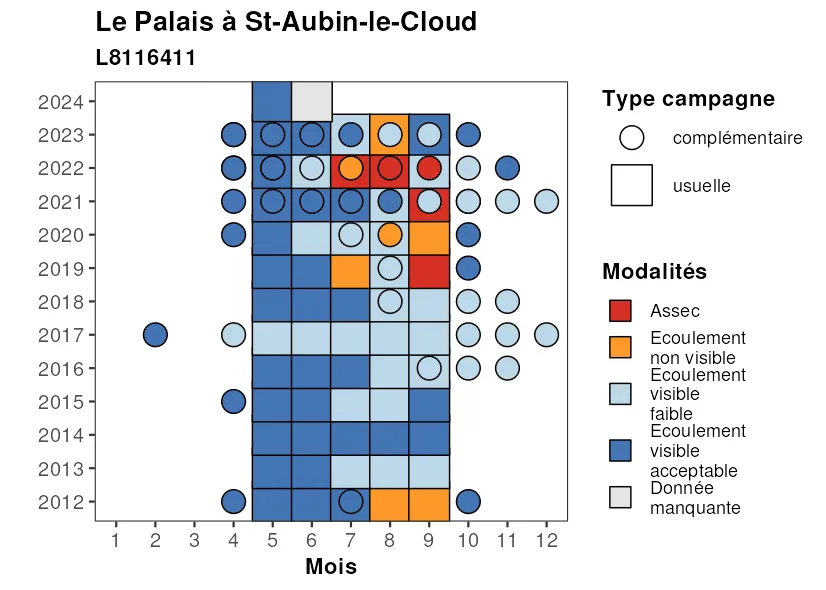 Le Palais à St-Aubin-le-Cloud
L8116411
2024
2023
2022
2021
2020
2019
2018
2017
2016
2015
2014
2013
2012
1 2 3 4 5 6 7 8 9 10 11 12
Mois
Type campagne
complémentaire
usuelle
Modalités
Assec
Ecoulement
non visible
Ecoulement
visible
faible
Ecoulement
visible
acceptable
Donnée
manquante